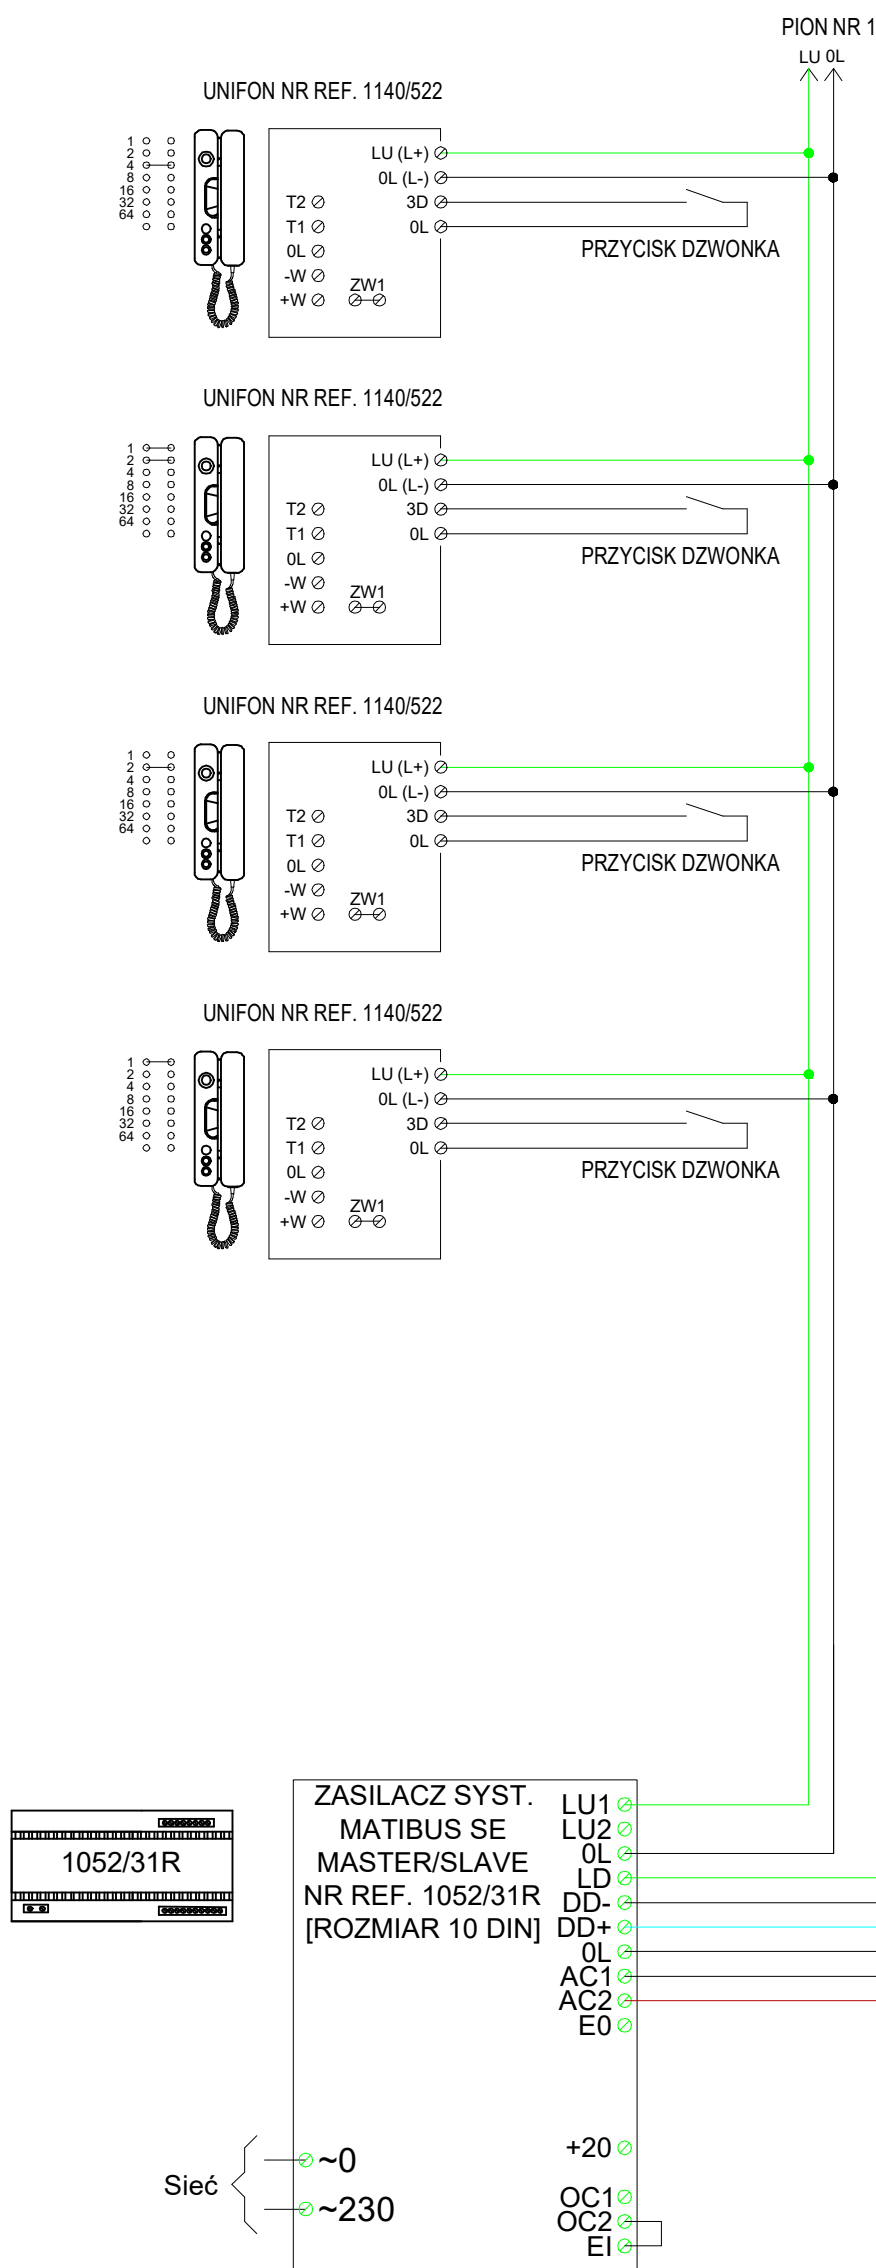 PION NR 1
LU 0L
UNIFON NR REF. 1140/522
1
2
4
8
16
32
64
LU (L+)
0L (L-)
T2
3D
T1
0L
0L
-W
ZW1
+W
PRZYCISK DZWONKA
UNIFON NR REF. 1140/522
1
2
4
8
16
32
64
LU (L+)
0L (L-)
T2
3D
T1
0L
0L
-W
ZW1
+W
PRZYCISK DZWONKA
UNIFON NR REF. 1140/522
1
2
4
8
16
32
64
LU (L+)
0L (L-)
T2
3D
T1
0L
0L
-W
ZW1
+W
PRZYCISK DZWONKA
UNIFON NR REF. 1140/522
1
2
4
8
16
32
64
LU (L+)
0L (L-)
T2
3D
T1
0L
0L
-W
ZW1
+W
PRZYCISK DZWONKA
1052/31R
ZASILACZ SYST.
MATIBUS SE
MASTER/SLAVE
NR REF. 1052/31R
[ROZMIAR 10 DIN]
LU1
LU2
0L
LD
DD-
DD+
0L
AC1
AC2
E0
+20
OC1
OC2
EI
Sieć
~0
~230